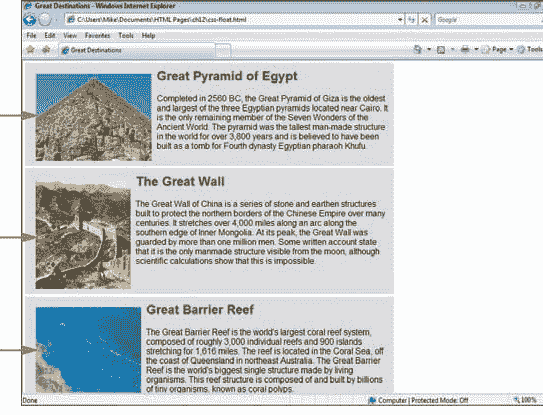 Great Destinations - Windows Internet Explorer
C:\Users\Mike\Documents\HTML Pages\ch12\css-float.html
Google
File Edit View Favorites Tools Help
Great Destinations
Page Tools
Great Pyramid of Egypt
Completed in 2560 BC, the Great Pyramid of Giza is the oldest
and largest of the three Egyptian pyramids located near Cairo. It
is the only remaining member of the Seven Wonders of the
Ancient World. The pyramid was the tallest man-made structure
in the world for over 3,800 years and is believed to have been
built as a tomb for Fourth dynasty Egyptian pharaoh Khufu.
The Great Wall
The Great Wall of China is a series of stone and earthen structures
built to protect the northern borders of the Chinese Empire over many
centuries. It stretches over 4,000 miles along an arc along the
southern edge of Inner Mongolia. At its peak, the Great Wall was
guarded by more than one million men. Some written account state
that it is the only manmade structure visible from the moon, although
scientific calculations show that this is impossible.
Great Barrier Reef
The Great Barrier Reef is the world's largest coral reef system,
composed of roughly 3,000 individual reefs and 900 islands
stretching for 1,616 miles. The reef is located in the Coral Sea, off
the coast of Queensland in northeast Australia. The Great Barrier
Reef is the world's biggest single structure made by living
organisms. This reef structure is composed of and built by billions
of tiny organisms, known as coral polyps.
Done
Computer | Protected Mode: Off
100%